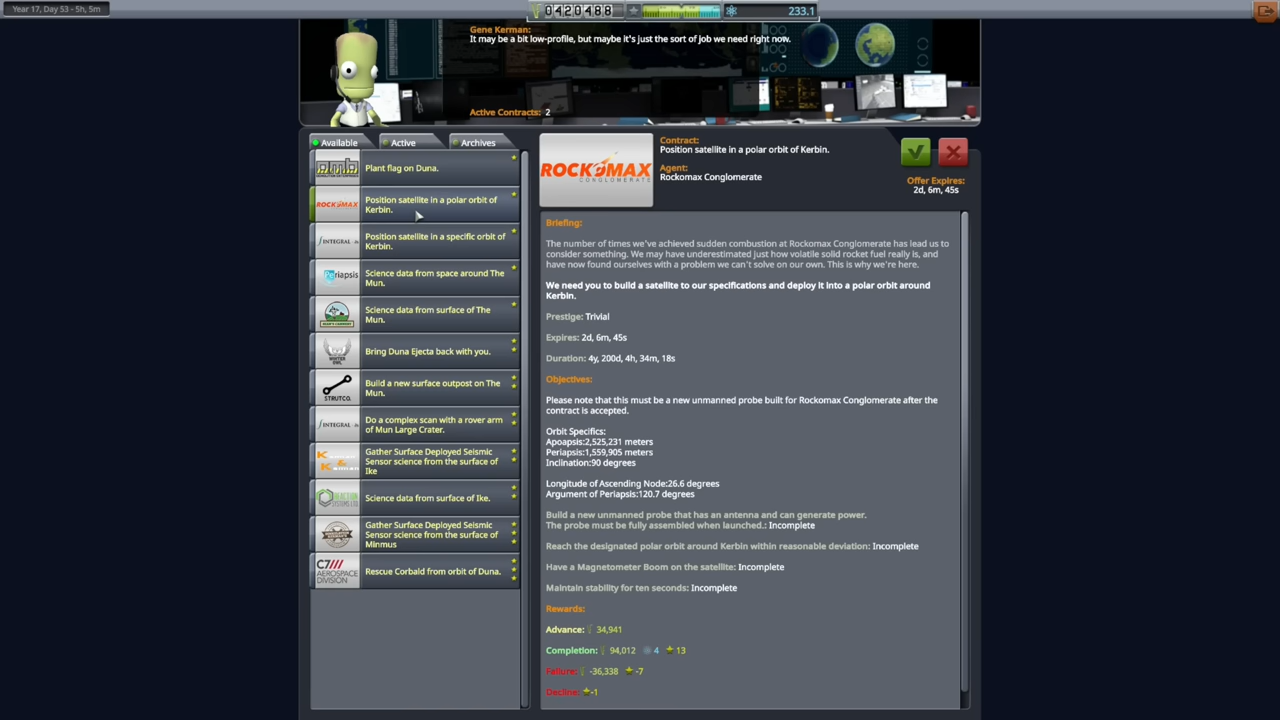 Year 17, Day 53 - 5h, 5m
0420488
233.1
Gene Kerman:
It may be a bit low-profile, but maybe it's just the sort of job we need right now.
Active Contracts: 2
Available
Active
Archives
Plant flag on Duna.
ROCKOMAX
Position satellite in a polar orbit of
Kerbin.
INTEGRAL
Position satellite in a specific orbit of
Kerbin.
Periapsis
Science data from space around The
Mun.
Science data from surface of The
Mun.
WINTER
OWL
Bring Duna Ejecta back with you.
STRUTCO.
Build a new surface outpost on The
Mun.
INTEGRAL
Do a complex scan with a rover arm
of Mun Large Crater.
Gather Surface Deployed Seismic
Sensor science from the surface of
Ike
Science data from surface of Ike.
Gather Surface Deployed Seismic
Sensor science from the surface of
Minmus
C7///
AEROSPACE
DIVISION
Rescue Corbald from orbit of Duna.
ROCKOMAX
CONGLOMERATE
Contract:
Position satellite in a polar orbit of Kerbin.
Agent:
Rockomax Conglomerate
Offer Expires:
2d, 6m, 45s
Briefing:
The number of times we've achieved sudden combustion at Rockomax Conglomerate has lead us to
consider something. We may have underestimated just how volatile solid rocket fuel really is, and
have now found ourselves with a problem we can't solve on our own. This is why we're here.
We need you to build a satellite to our specifications and deploy it into a polar orbit around
Kerbin.
Prestige: Trivial
Expires: 2d, 6m, 45s
Duration: 4y, 200d, 4h, 34m, 18s
Objectives:
Please note that this must be a new unmanned probe built for Rockomax Conglomerate after the
contract is accepted.
Orbit Specifics:
Apoapsis:2,525,231 meters
Periapsis:1,559,905 meters
Inclination:90 degrees
Longitude of Ascending Node:26.6 degrees
Argument of Periapsis:120.7 degrees
Build a new unmanned probe that has an antenna and can generate power.
The probe must be fully assembled when launched.: Incomplete
Reach the designated polar orbit around Kerbin within reasonable deviation: Incomplete
Have a Magnetometer Boom on the satellite: Incomplete
Maintain stability for ten seconds: Incomplete
Rewards:
Advance: 34,941
Completion: 94,012 4 13
Failure: -36,338 -7
Decline: -1